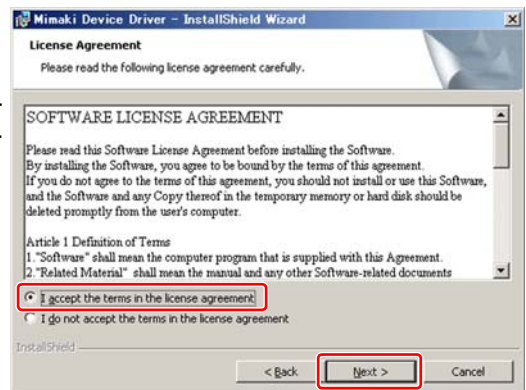 Mimaki Device Driver - InstallShield Wizard
License Agreement
Please read the following license agreement carefully.
SOFTWARE LICENSE AGREEMENT
Please read this Software License Agreement before installing the Software.
By installing the Software, you agree to be bound by the terms of this agreement.
If you do not agree to the terms of this agreement, you should not install or use this Software,
and the Software and any Copy thereof in the temporary memory or hard disk should be
deleted promptly from the user's computer.
Article 1 Definition of Terms
1."Software" shall mean the computer program that is supplied with this Agreement.
2."Related Material" shall mean the manual and any other Software-related documents
I accept the terms in the license agreement
I do not accept the terms in the license agreement
InstallShield
< Back
Next >
Cancel